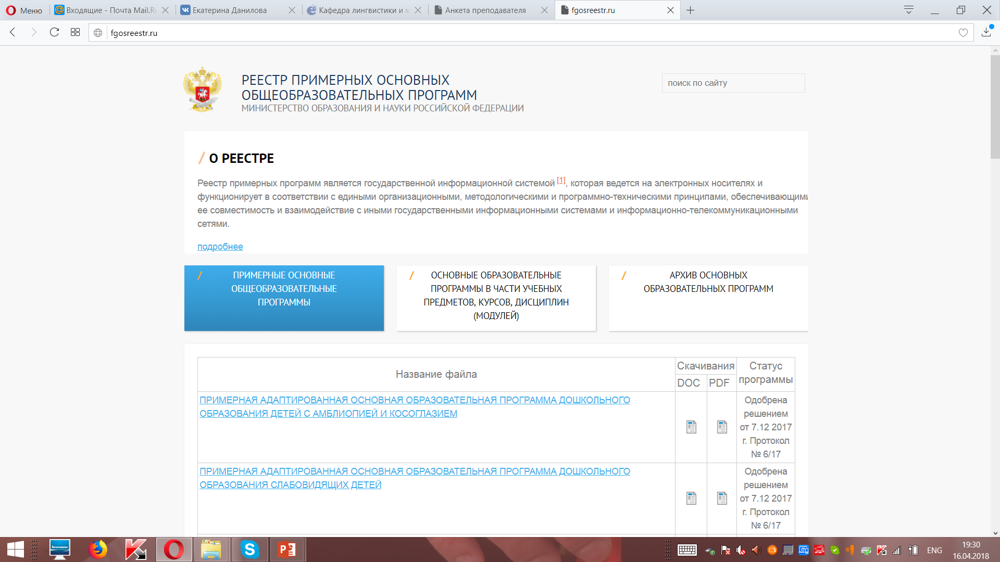 Меню
Входящие - Почта Mail.Ru
Екатерина Данилова
Кафедра лингвистики и м
Анкета преподавателя
fgosreestr.ru
fgosreestr.ru
РЕЕСТР ПРИМЕРНЫХ ОСНОВНЫХ
ОБЩЕОБРАЗОВАТЕЛЬНЫХ ПРОГРАММ
МИНИСТЕРСТВО ОБРАЗОВАНИЯ И НАУКИ РОССИЙСКОЙ ФЕДЕРАЦИИ
поиск по сайту
/ О РЕЕСТРЕ
Реестр примерных программ является государственной информационной системой [1], которая ведется на электронных носителях и
функционирует в соответствии с едиными организационными, методологическими и программно-техническими принципами, обеспечивающими
ее совместимость и взаимодействие с иными государственными информационными системами и информационно-телекоммуникационными
сетями.
подробнее
/ ПРИМЕРНЫЕ ОСНОВНЫЕ
ОБЩЕОБРАЗОВАТЕЛЬНЫЕ
ПРОГРАММЫ
/ ОСНОВНЫЕ ОБРАЗОВАТЕЛЬНЫЕ
ПРОГРАММЫ В ЧАСТИ УЧЕБНЫХ
ПРЕДМЕТОВ, КУРСОВ, ДИСЦИПЛИН
(МОДУЛЕЙ)
/ АРХИВ ОСНОВНЫХ
ОБРАЗОВАТЕЛЬНЫХ ПРОГРАММ
Название файла
Скачивания
DOC PDF
Статус
программы
ПРИМЕРНАЯ АДАПТИРОВАННАЯ ОСНОВНАЯ ОБРАЗОВАТЕЛЬНАЯ ПРОГРАММА ДОШКОЛЬНОГО
ОБРАЗОВАНИЯ ДЕТЕЙ С АМБЛИОПИЕЙ И КОСОГЛАЗИЕМ
Одобрена
решением
от 7.12 2017
г. Протокол
№ 6/17
ПРИМЕРНАЯ АДАПТИРОВАННАЯ ОСНОВНАЯ ОБРАЗОВАТЕЛЬНАЯ ПРОГРАММА ДОШКОЛЬНОГО
ОБРАЗОВАНИЯ СЛАБОВИДЯЩИХ ДЕТЕЙ
Одобрена
решением
от 7.12 2017
г. Протокол
№ 6/17
ENG
19:30
16.04.2018